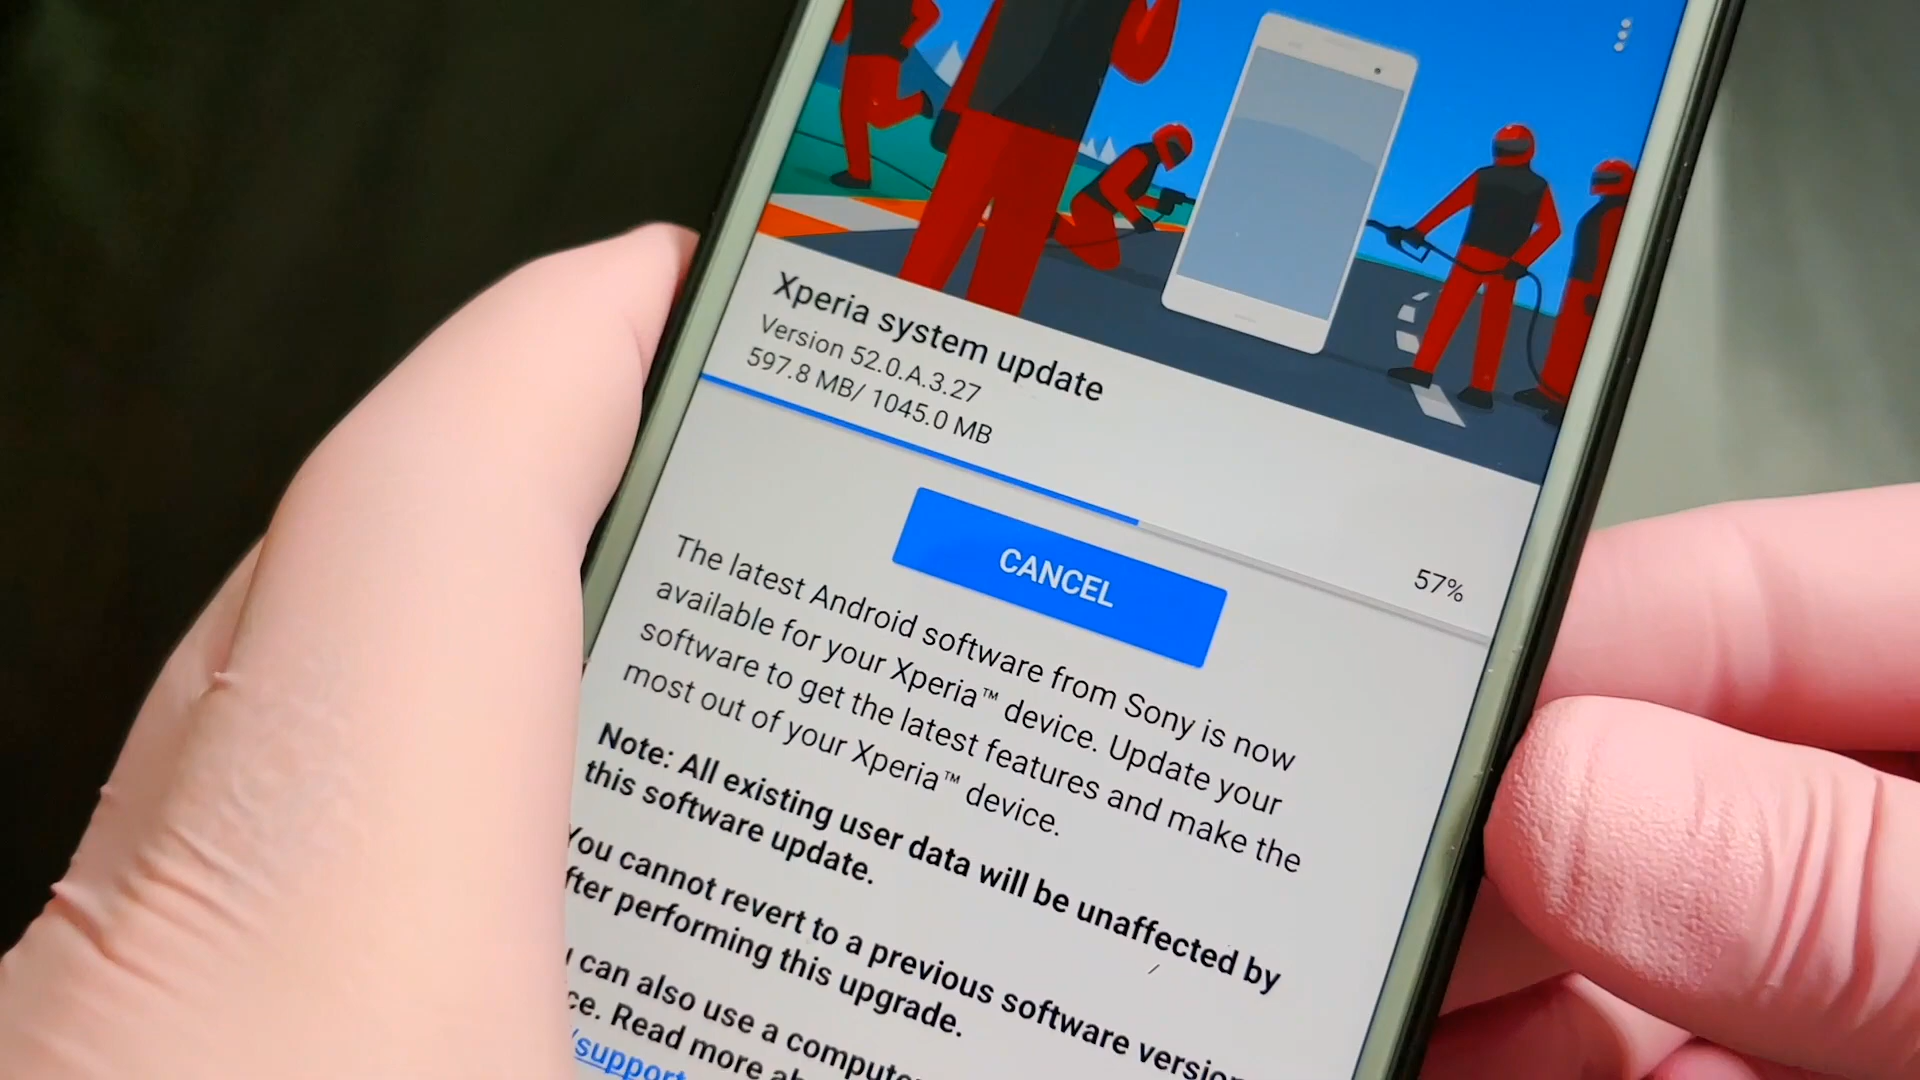 Xperia system update
Version 52.0.A.3.27
597.8 MB/ 1045.0 MB
57%
CANCEL
The latest Android software from Sony is now
available for your Xperia™ device. Update your
software to get the latest features and make the
most out of your Xperia™ device.
Note: All existing user data will be unaffected by
this software update.
You cannot revert to a previous software
performing this upgrade.
can also use a
Read more
/support